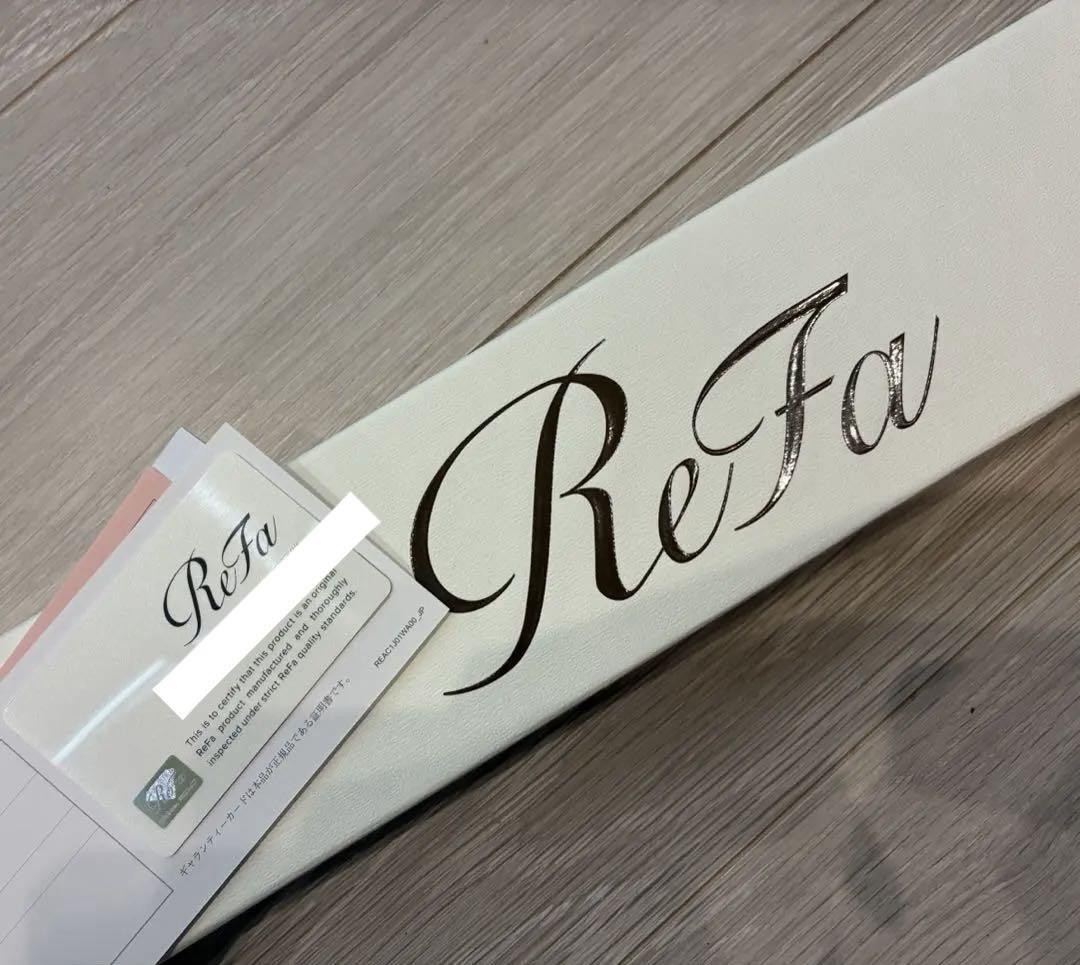 ReFa
ReFa
This is to certify that this product is an original
ReFa product manufactured and thoroughly
inspected under strict ReFa quality standards.
ギャランティーカードは本品が正規品である証明書です。
REAC1J01WA00_JP